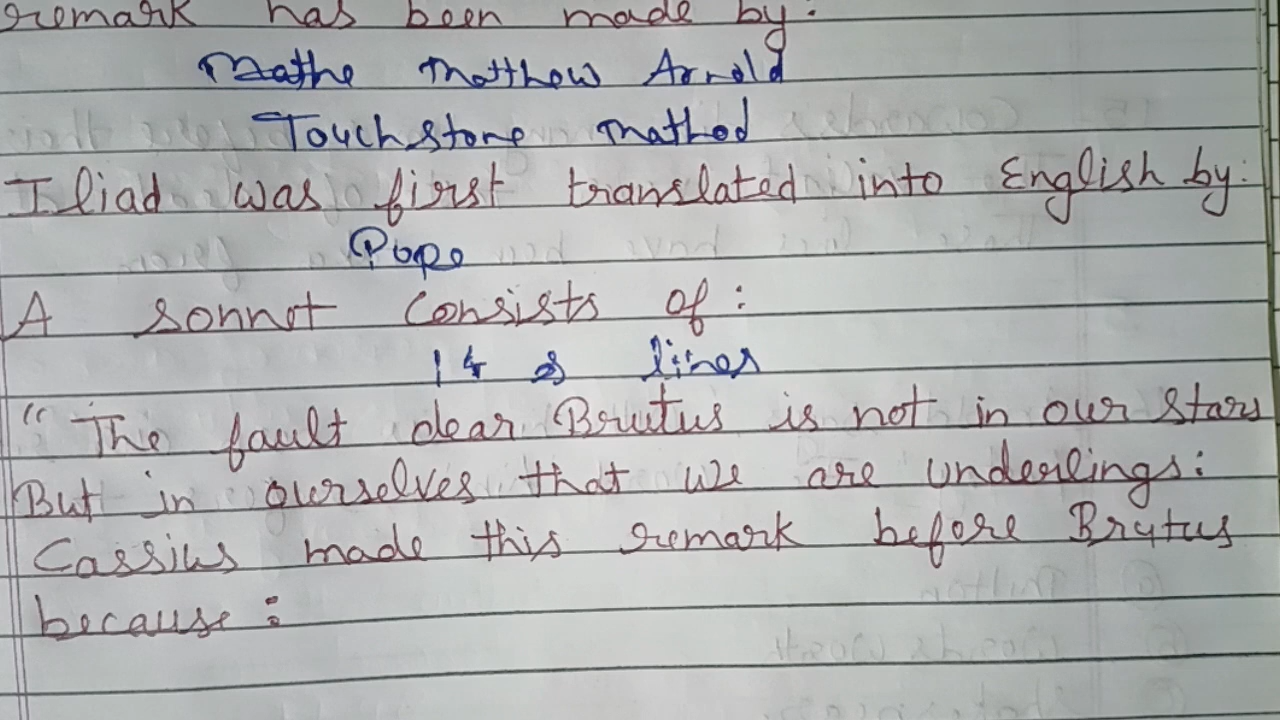 remark has been made by:
Mathe Matthew Arnold
Touchstone Mathod
Iliad was first translated into English by:
Pope
A sonnet consists of:
14 lines
"The fault dear Brutus is not in our stars
But in ourselves that we are underlings:
Cassius made this remark before Brutus
because: